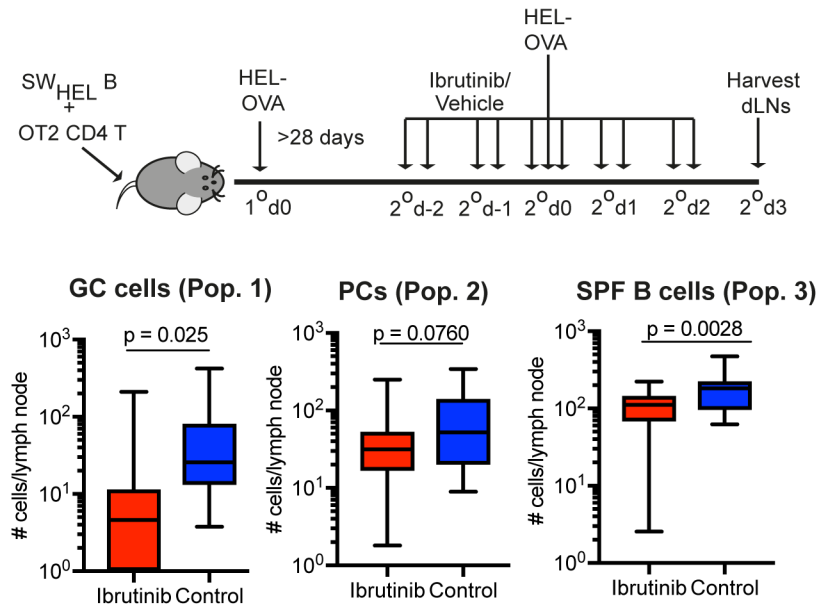 HEL-
OVA
SWHEL B
+
OT2 CD4 T
HEL-
OVA
>28 days
Ibrutinib/
Vehicle
Harvest
dLNs
1°d0
2°d-2
2°d-1
2°d0
2°d1
2°d2
2°d3
GC cells (Pop. 1)
p = 0.025
# cells/lymph node
10³
10²
10¹
10⁰
Ibrutinib Control
PCs (Pop. 2)
p = 0.0760
# cells/lymph node
10³
10²
10¹
10⁰
Ibrutinib Control
SPF B cells (Pop. 3)
p = 0.0028
# cells/lymph node
10³
10²
10¹
10⁰
Ibrutinib Control